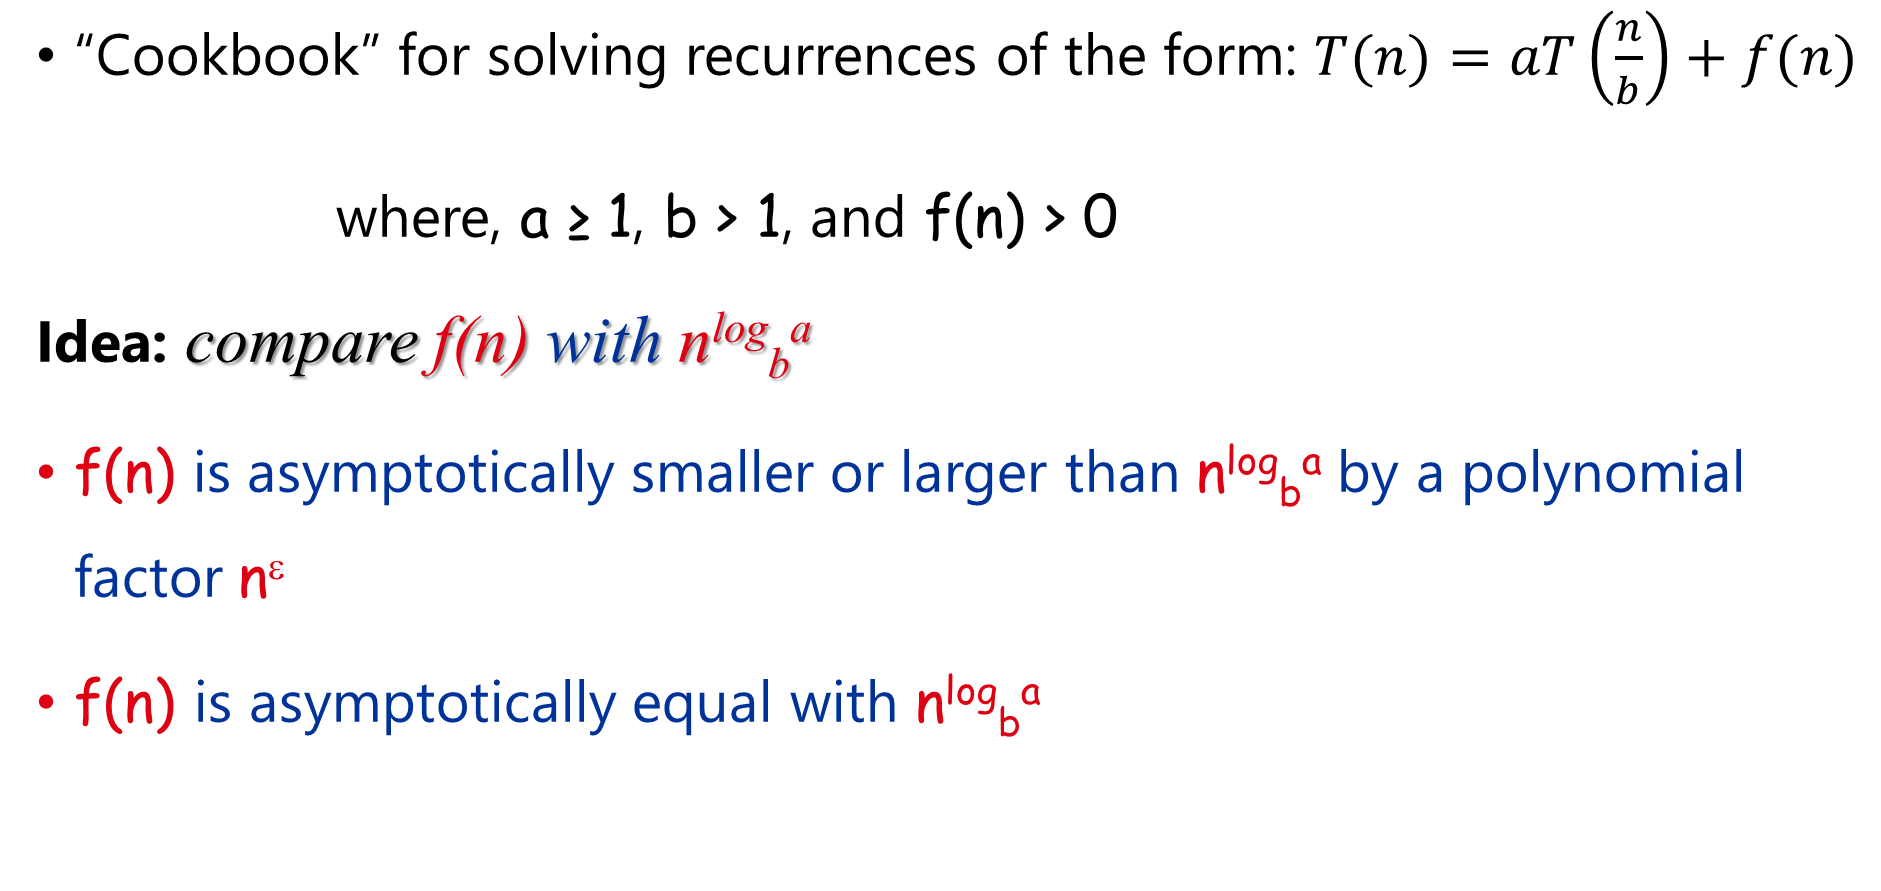 • “Cookbook” for solving recurrences of the form: 𝑇(𝑛) = 𝑎𝑇(𝑛/𝑏) + 𝑓(𝑛)
where, a ≥ 1, b > 1, and f(n) > 0
Idea: compare f(n) with n^log_b a
• f(n) is asymptotically smaller or larger than n^log_b a by a polynomial
factor n^ε
• f(n) is asymptotically equal with n^log_b a